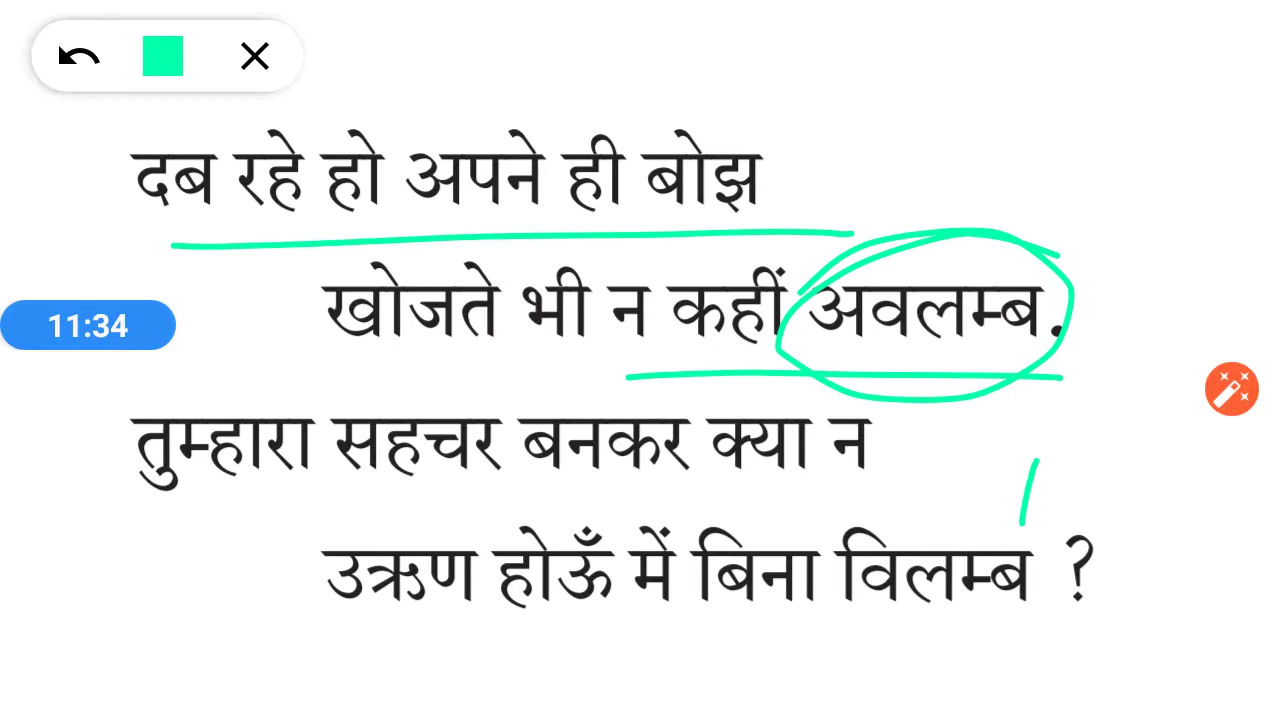 दब रहे हो अपने ही बोझ
खोजते भी न कहीं अवलम्ब.
11:34
तुम्हारा सहचर बनकर क्या न
उऋण होऊँ में बिना विलम्ब ?